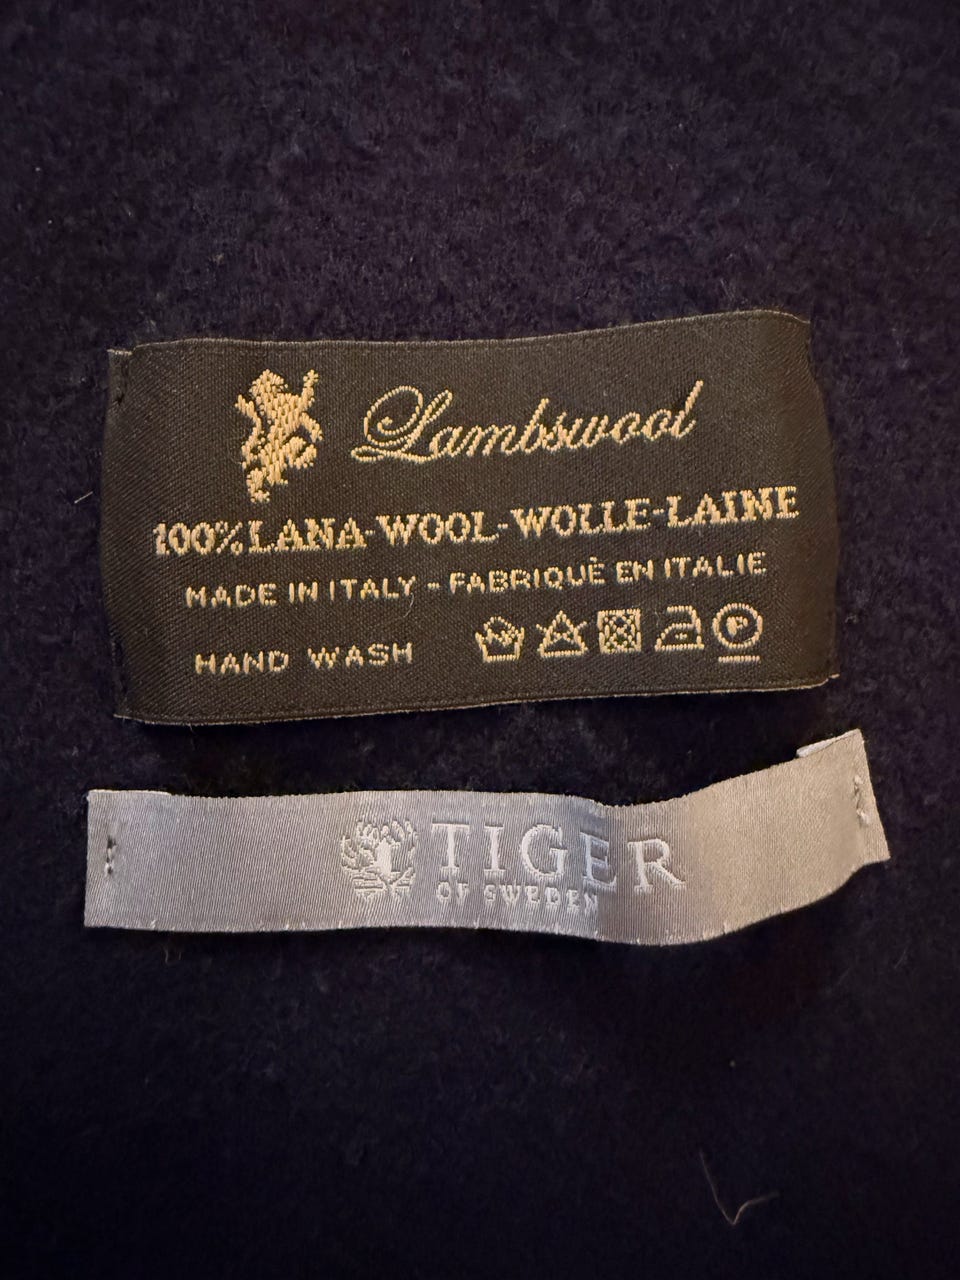 Lambswool
100% LANA-WOOL-WOLLE-LAINE
MADE IN ITALY - FABRIQUÈ EN ITALIE
HAND WASH
P
TIGER
OF SWEDEN